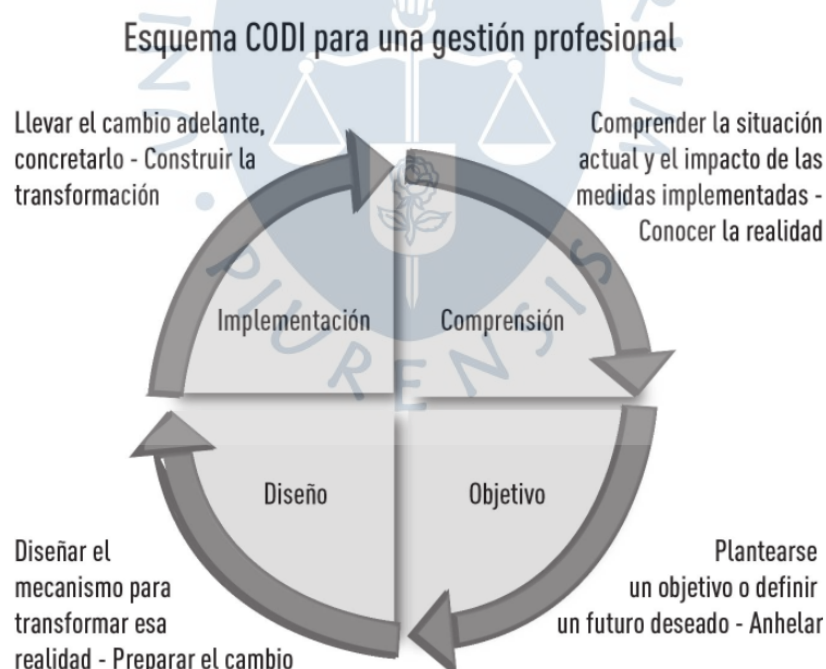 Esquema CODI para una gestión profesional
Llevar el cambio adelante,
concretarlo - Construir la
transformación
Comprender la situación
actual y el impacto de las
medidas implementadas -
Conocer la realidad
Implementación
Comprensión
Diseño
Objetivo
Diseñar el
mecanismo para
transformar esa
realidad - Preparar el cambio
Plantearse
un objetivo o definir
un futuro deseado - Anhelar
PIURENSIS